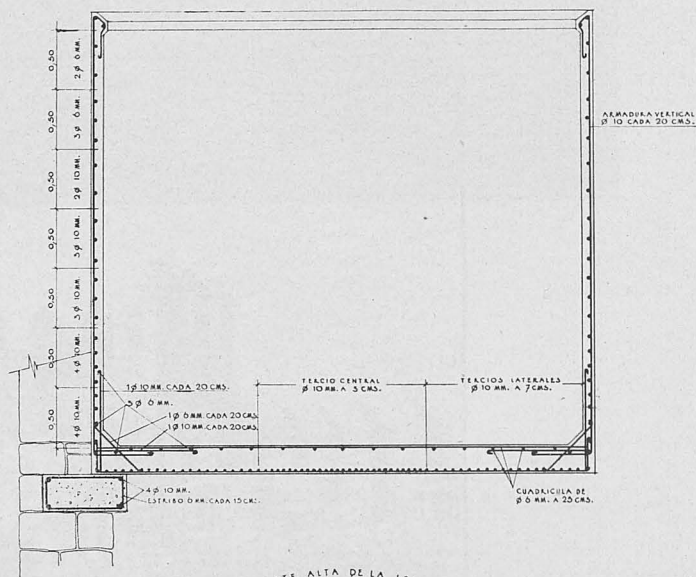 0,50
2 Ø 6 MM.
0,50
3 Ø 6 MM.
0,50
2 Ø 10 MM.
0,50
3 Ø 10 MM.
0,50
3 Ø 10 MM.
0,50
4 Ø 10 MM.
0,50
4 Ø 10 MM.
ARMADURA VERTICAL
Ø 10 CADA 20 CMS.
1 Ø 10 MM. CADA 20 CMS.
3 Ø 6 MM.
1 Ø 6 MM. CADA 20 CMS.
1 Ø 10 MM. CADA 20 CMS.
TERCIO CENTRAL
Ø 10 MM. A 3 CMS.
TERCIOS LATERALES
Ø 10 MM. A 7 CMS.
CUADRICULA DE
Ø 6 MM. A 25 CMS.
4 Ø 10 MM.
ESTRIBO 6 MM. CADA 15 CMS.
ALTA DE LA